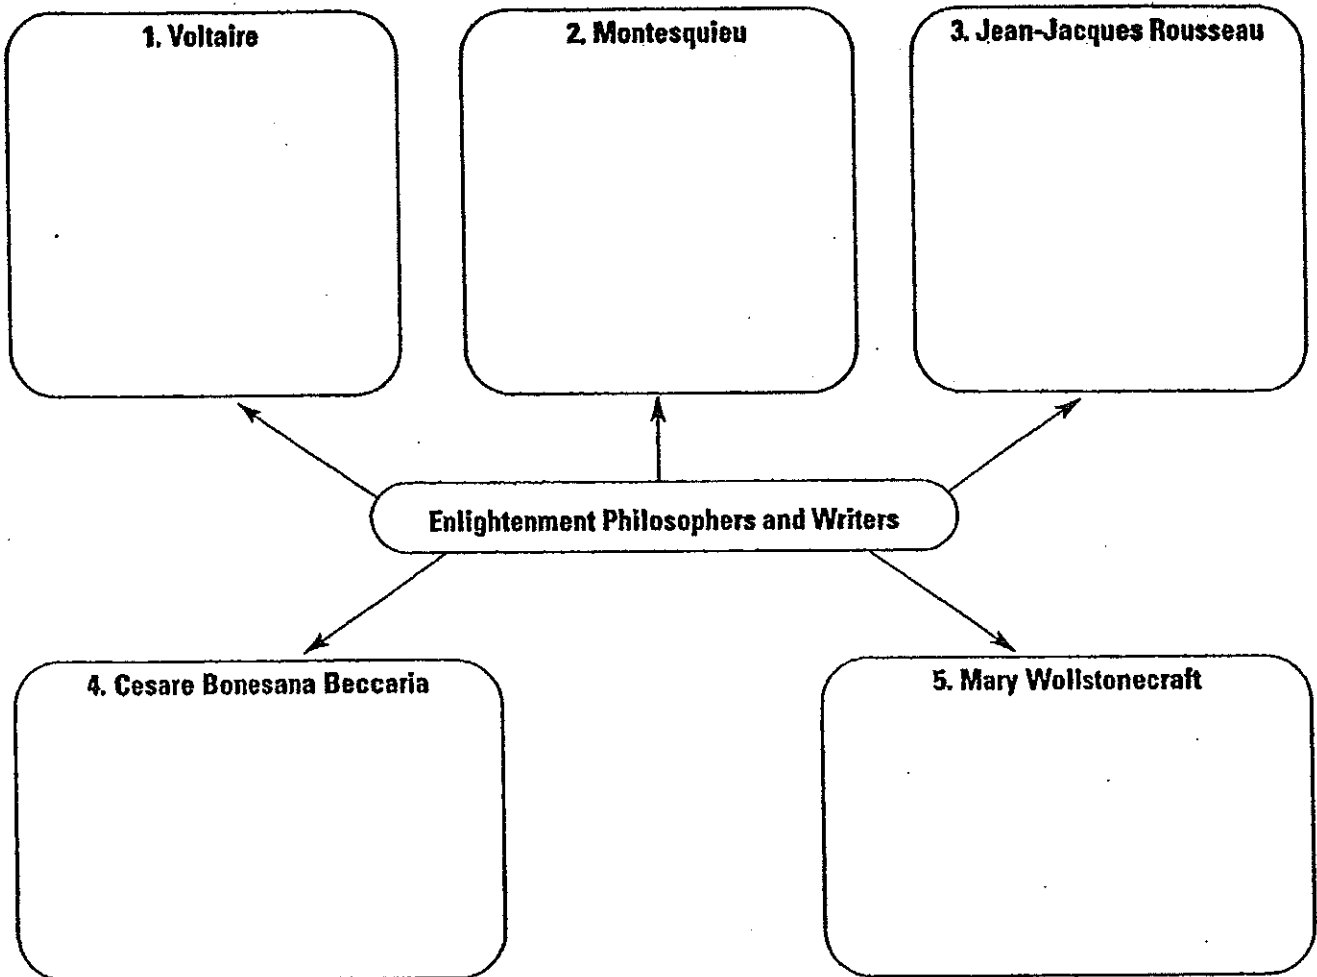 1. Voltaire
2. Montesquieu
3. Jean-Jacques Rousseau
Enlightenment Philosophers and Writers
4. Cesare Bonesana Beccaria
5. Mary Wollstonecraft